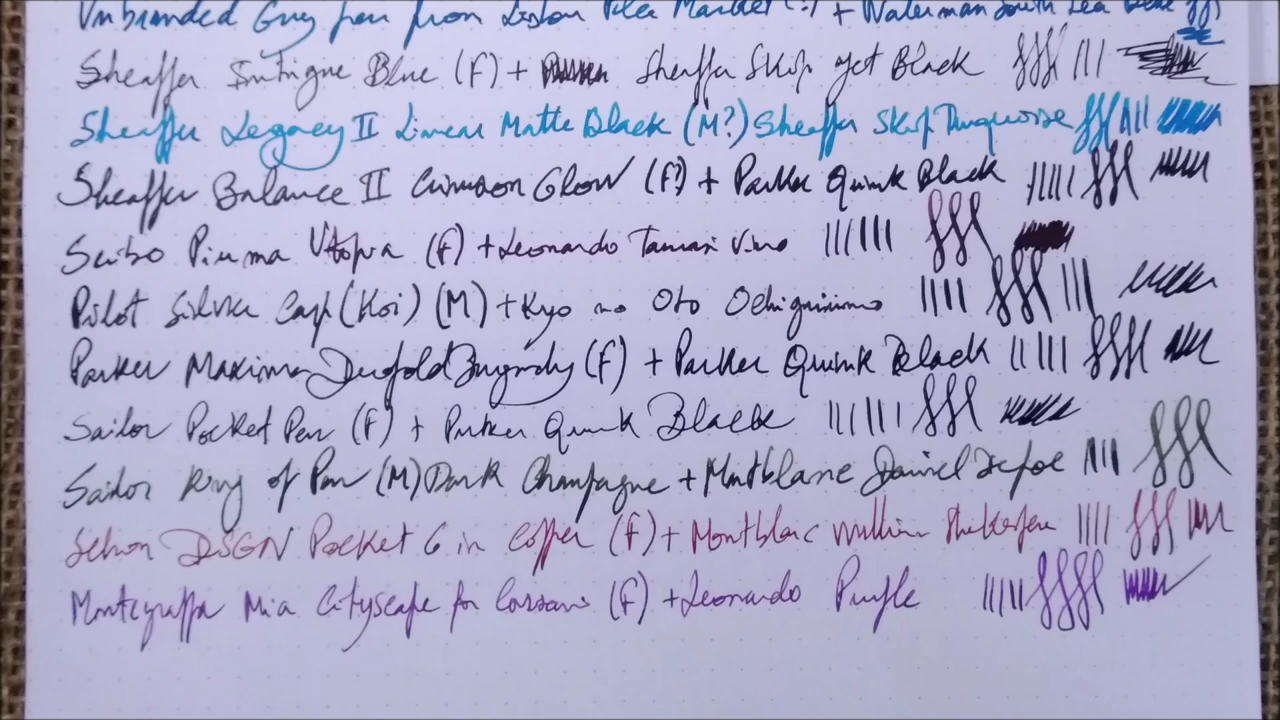 Unbranded Grey pen from Lisbon Flea Market (?) + Waterman South Sea Blue
Sheaffer Intrigue Blue (F) + Sheaffer Skrip Jet Black
Sheaffer Legacy II Linear Matte Black (M?) Sheaffer Skrip Turquoise
Sheaffer Balance II Crimson Glow (F?) + Parker Quink Black
Scribo Piuma Utopia (F) + Leonardo Tamari Vino
Pilot Silver Cap (Koi) (M) + Kyo no Oto
Parker Maxima Duofold Burgundy (F) + Parker Quink Black
Sailor Pocket Pen (F) + Parker Quink Black
Sailor King of Pen (M) Dark Champagne + Montblanc Daniel Defoe
DSGN Pocket 6 in Copper (F) + Montblanc William Shakespeare
Montegrappa Mia Cityscape for (F) + Leonardo Purple